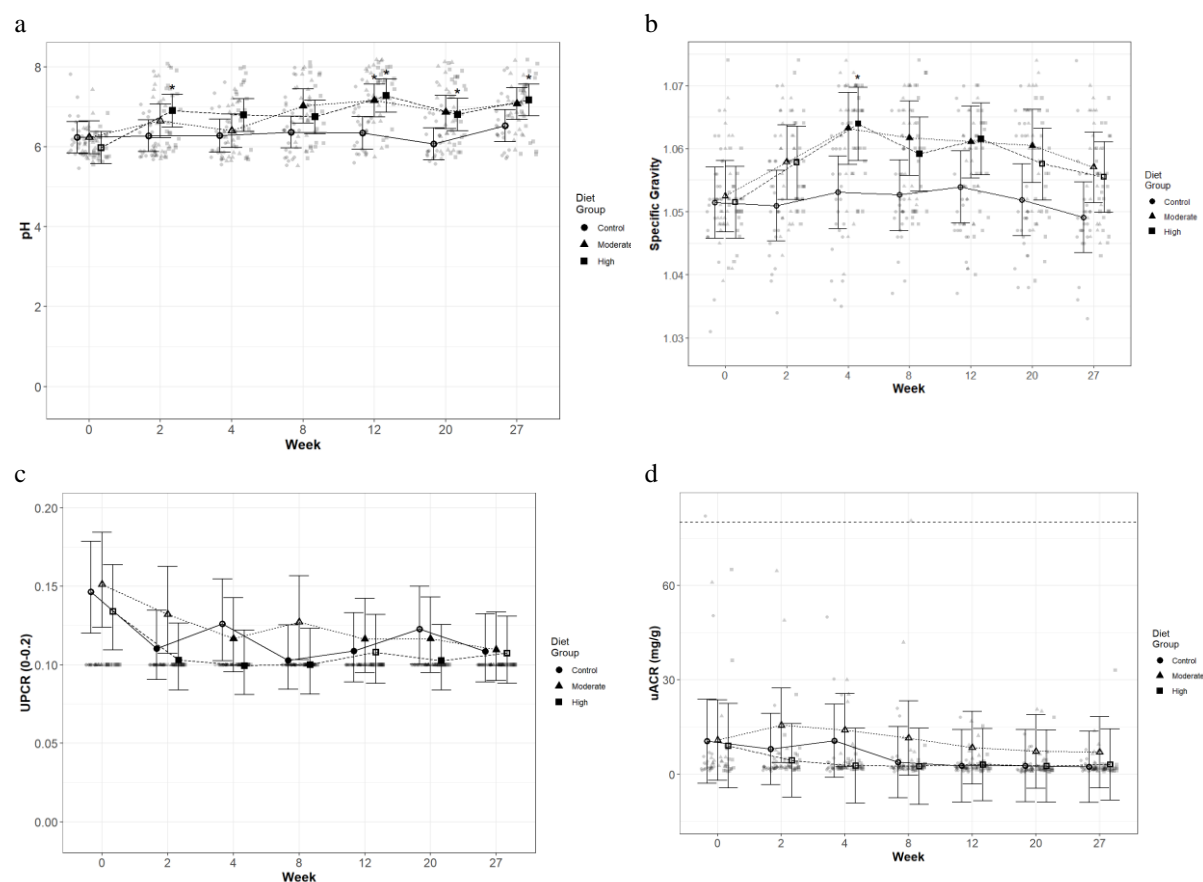 a
8
6
4
2
0
pH
* * * * * *
0 2 4 8 12 20 27
Week
Diet
Group
Control
Moderate
High
b
1.07
1.06
1.05
1.04
1.03
Specific Gravity
*
0 2 4 8 12 20 27
Week
Diet
Group
Control
Moderate
High
c
0.20
0.15
0.10
0.05
0.00
UPCR (0-0.2)
0 2 4 8 12 20 27
Week
Diet
Group
Control
Moderate
High
d
60
40
20
0
uACR (mg/g)
0 2 4 8 12 20 27
Week
Diet
Group
Control
Moderate
High